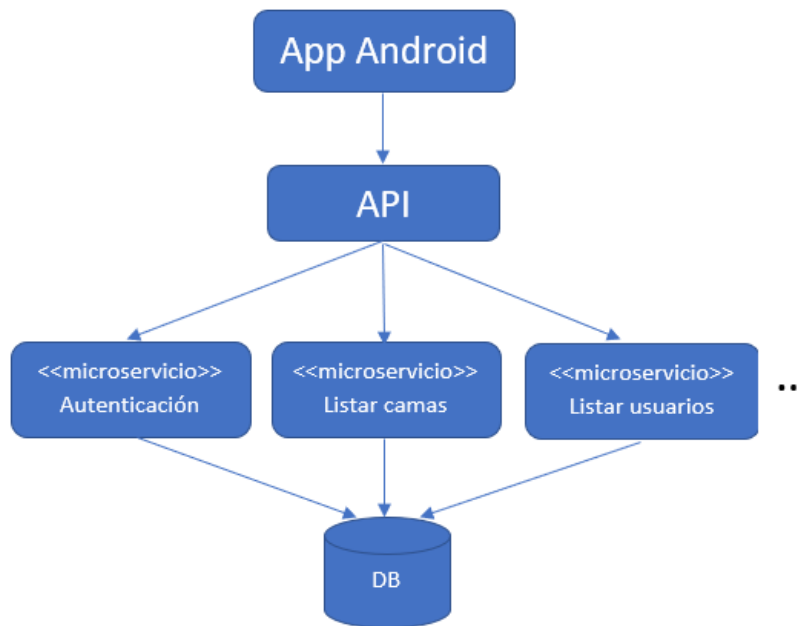 App Android
API
<<microservicio>>
Autenticación
<<microservicio>>
Listar camas
<<microservicio>>
Listar usuarios
..
DB